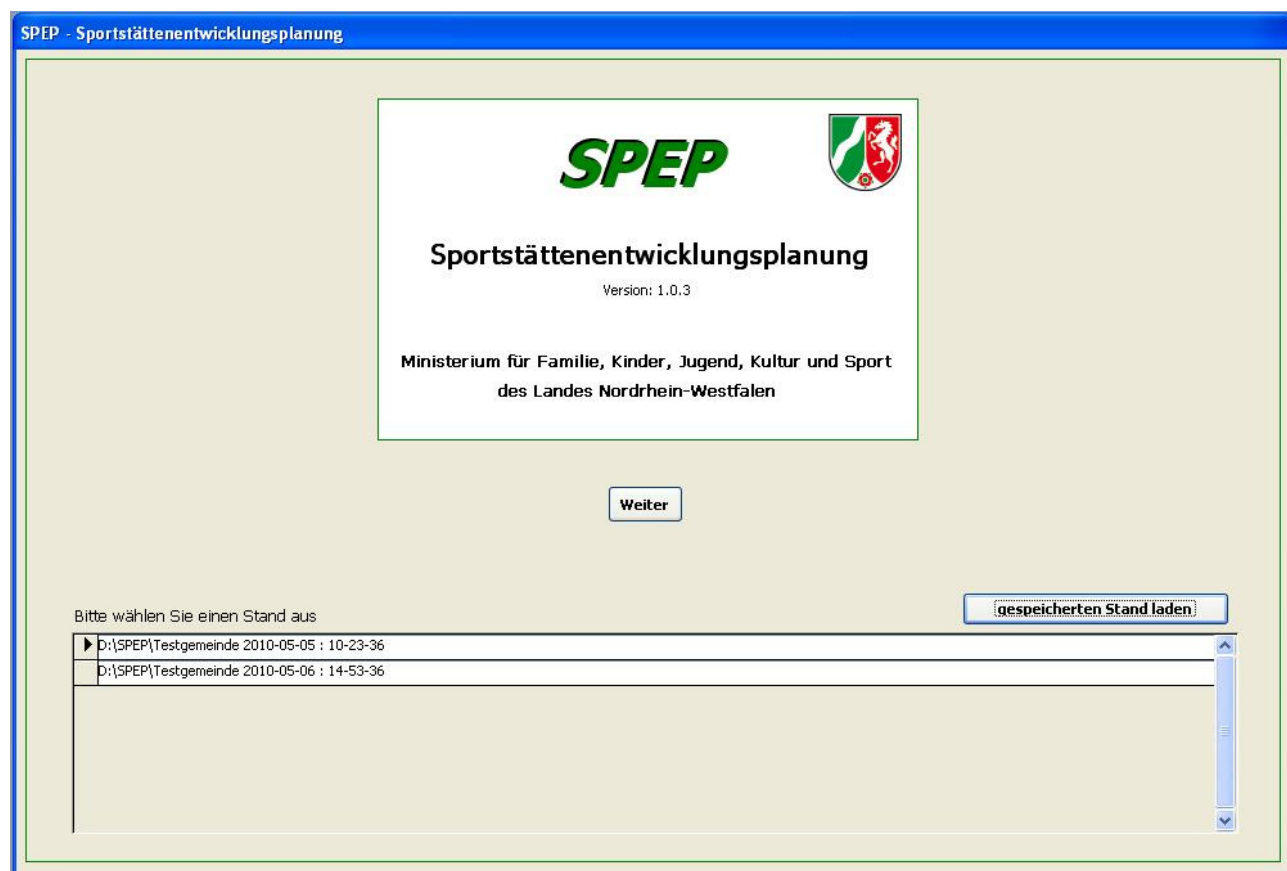 SPEP - Sportstättenentwicklungsplanung
SPEP
Sportstättenentwicklungsplanung
Version: 1.0.3
Ministerium für Familie, Kinder, Jugend, Kultur und Sport
des Landes Nordrhein-Westfalen
Weiter
gespeicherten Stand laden
Bitte wählen Sie einen Stand aus
D:\SPEP\Testgemeinde 2010-05-05 : 10-23-36
D:\SPEP\Testgemeinde 2010-05-06 : 14-53-36